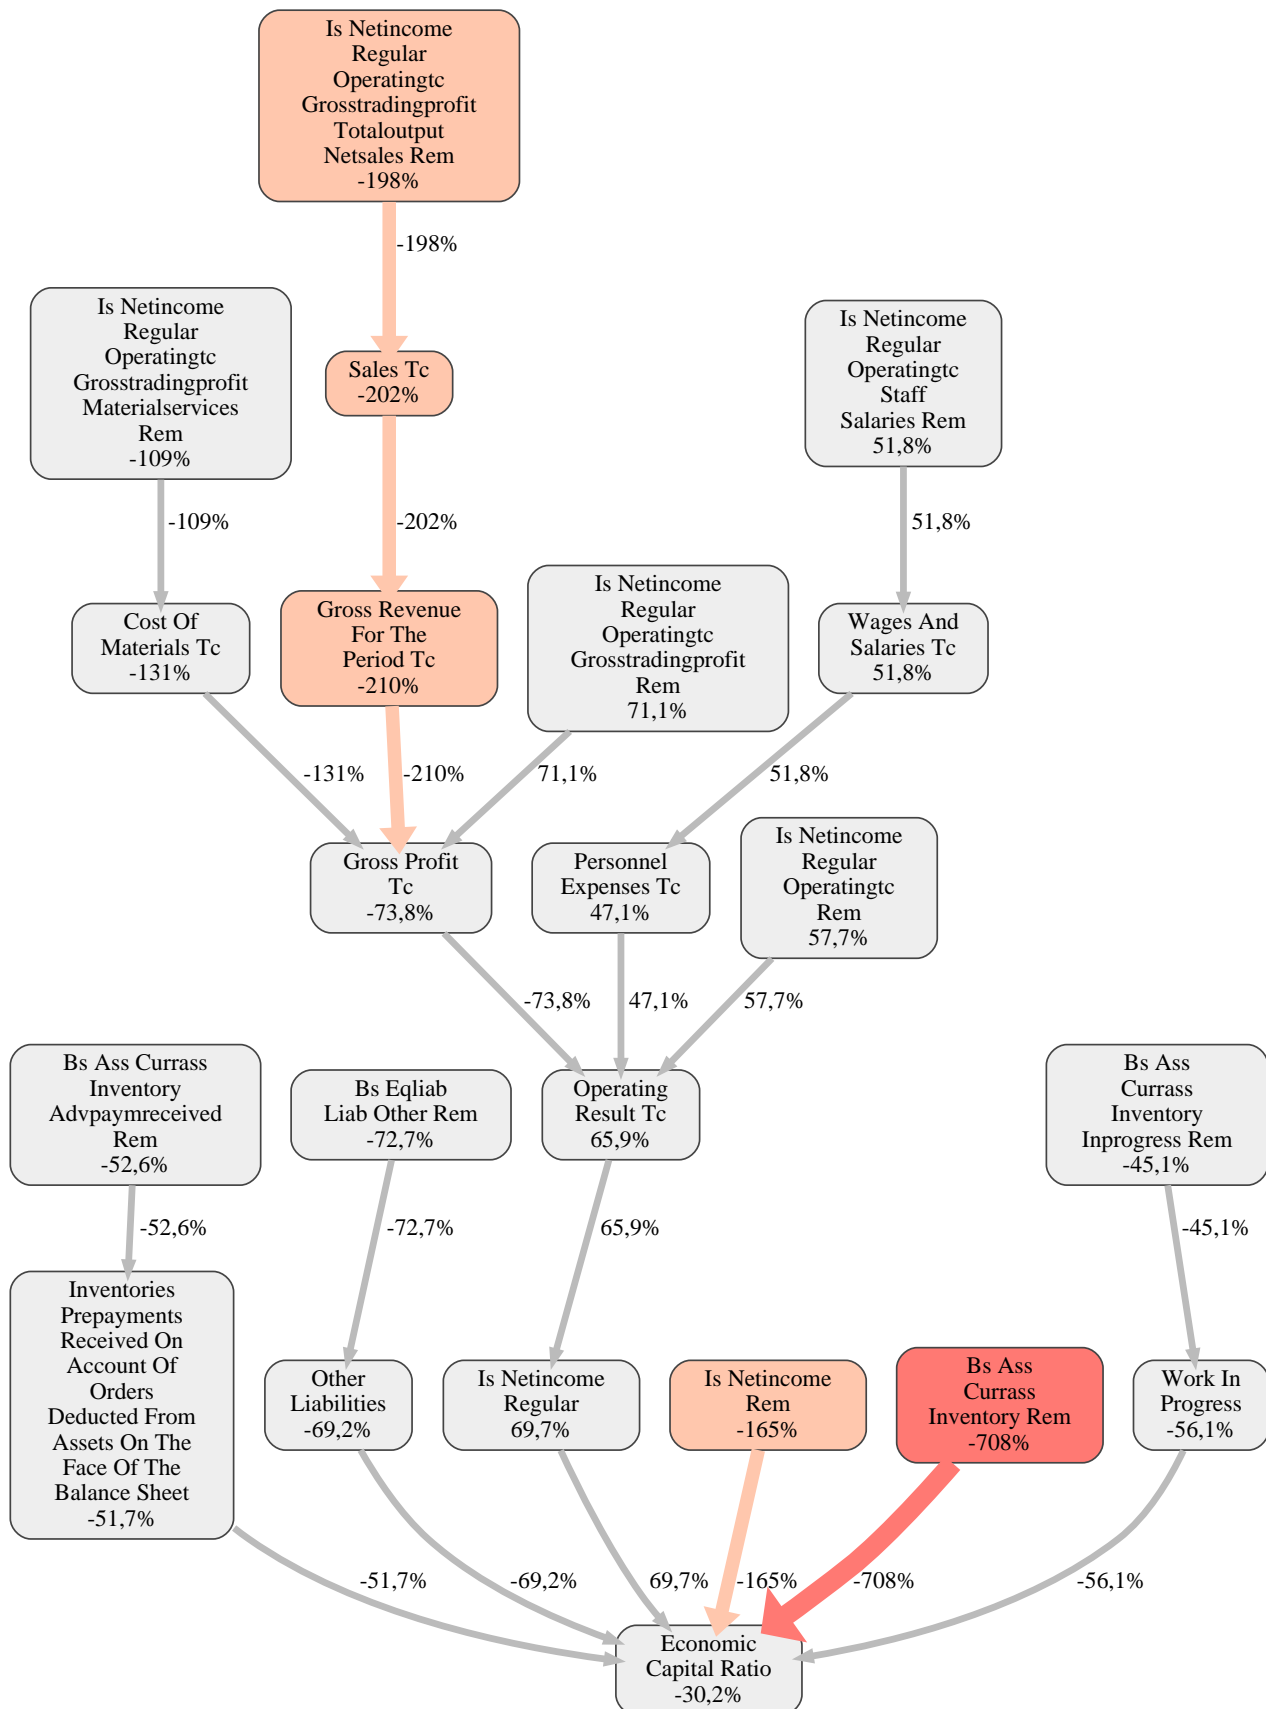 Is Netincome
Regular
Operatingtc
Grosstradingprofit
Totaloutput
Netsales Rem
-198%
-198%
Is Netincome
Regular
Operatingtc
Grosstradingprofit
Materialservices
Rem
-109%
Sales Tc
-202%
Is Netincome
Regular
Operatingtc
Staff
Salaries Rem
51,8%
-109%
-202%
51,8%
Cost Of
Materials Tc
-131%
Gross Revenue
For The
Period Tc
-210%
Is Netincome
Regular
Operatingtc
Grosstradingprofit
Rem
71,1%
Wages And
Salaries Tc
51,8%
-131%
-210%
71,1%
51,8%
Gross Profit
Tc
-73,8%
Personnel
Expenses Tc
47,1%
Is Netincome
Regular
Operatingtc
Rem
57,7%
-73,8%
47,1%
57,7%
Bs Ass Currass
Inventory
Advpaymreceived
Rem
-52,6%
Bs Eqliab
Liab Other Rem
-72,7%
Operating
Result Tc
65,9%
Bs Ass
Currass
Inventory
Inprogress Rem
-45,1%
-52,6%
-72,7%
65,9%
-45,1%
Inventories
Prepayments
Received On
Account Of
Orders
Deducted From
Assets On The
Face Of The
Balance Sheet
-51,7%
Other
Liabilities
-69,2%
Is Netincome
Regular
69,7%
Is Netincome
Rem
-165%
Bs Ass
Currass
Inventory Rem
-708%
Work In
Progress
-56,1%
-51,7%
-69,2%
69,7%
-165%
-708%
-56,1%
Economic
Capital Ratio
-30,2%